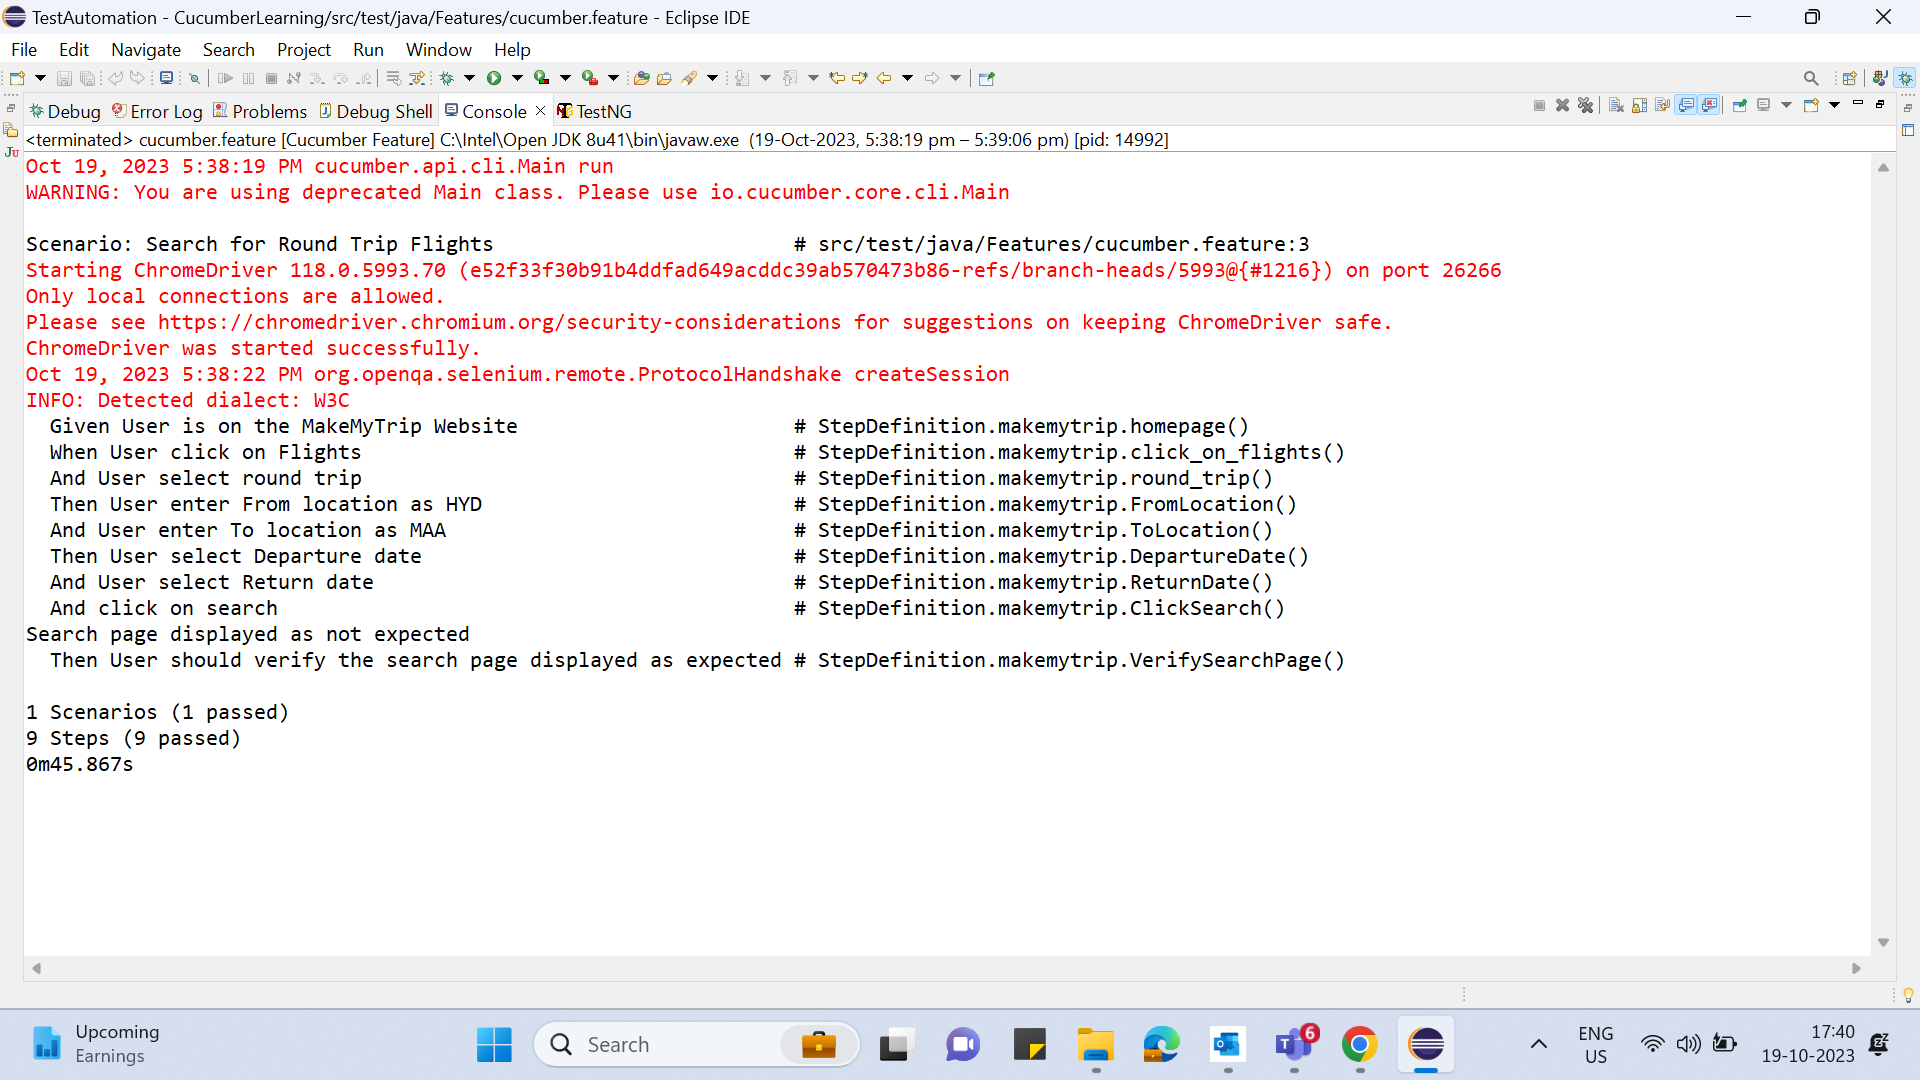 TestAutomation - CucumberLearning/src/test/java/Features/cucumber.feature - Eclipse IDE
File Edit Navigate Search Project Run Window Help
Debug Error Log Problems Debug Shell Console TestNG
<terminated> cucumber.feature [Cucumber Feature] C:\Intel\Open JDK 8u41\bin\javaw.exe (19-Oct-2023, 5:38:19 pm – 5:39:06 pm) [pid: 14992]
Oct 19, 2023 5:38:19 PM cucumber.api.cli.Main run
WARNING: You are using deprecated Main class. Please use io.cucumber.core.cli.Main
Scenario: Search for Round Trip Flights # src/test/java/Features/cucumber.feature:3
Starting ChromeDriver 118.0.5993.70 (e52f33f30b91b4ddfad649acddc39ab570473b86-refs/branch-heads/5993@{#1216}) on port 26266
Only local connections are allowed.
Please see https://chromedriver.chromium.org/security-considerations for suggestions on keeping ChromeDriver safe.
ChromeDriver was started successfully.
Oct 19, 2023 5:38:22 PM org.openqa.selenium.remote.ProtocolHandshake createSession
INFO: Detected dialect: W3C
Given User is on the MakeMyTrip Website # StepDefinition.makemytrip.homepage()
When User click on Flights # StepDefinition.makemytrip.click_on_flights()
And User select round trip # StepDefinition.makemytrip.round_trip()
Then User enter From location as HYD # StepDefinition.makemytrip.FromLocation()
And User enter To location as MAA # StepDefinition.makemytrip.ToLocation()
Then User select Departure date # StepDefinition.makemytrip.DepartureDate()
And User select Return date # StepDefinition.makemytrip.ReturnDate()
And click on search # StepDefinition.makemytrip.ClickSearch()
Search page displayed as not expected
Then User should verify the search page displayed as expected # StepDefinition.makemytrip.VerifySearchPage()
1 Scenarios (1 passed)
9 Steps (9 passed)
0m45.867s
Upcoming
Earnings
Search
6
ENG
US
17:40
19-10-2023